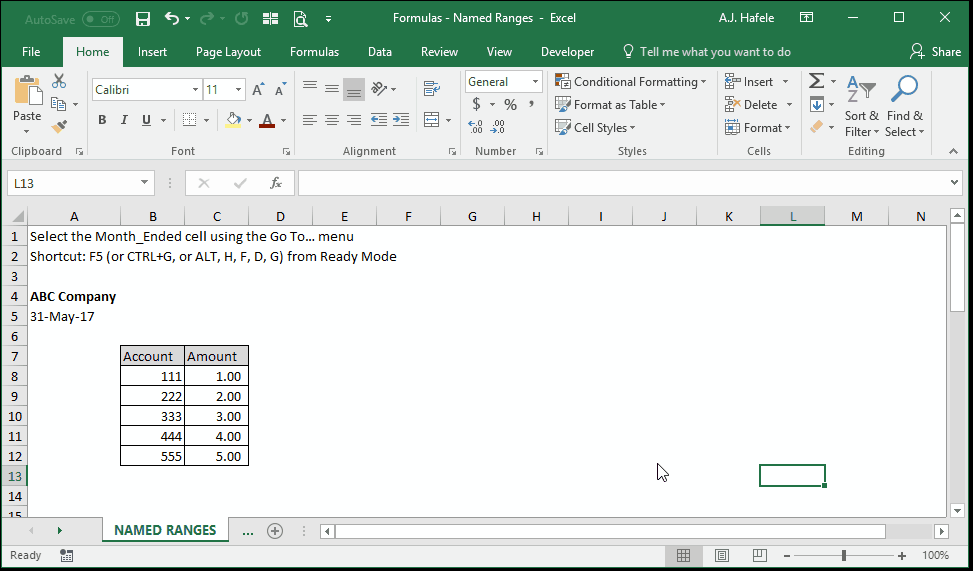 AutoSave Off
Formulas - Named Ranges - Excel
A.J. Hafele
File Home Insert Page Layout Formulas Data Review View Developer Tell me what you want to do Share
Paste
Clipboard
Calibri 11
B I U A
Font
Alignment
General
$ % ,
Number
Conditional Formatting
Format as Table
Cell Styles
Styles
Insert
Delete
Format
Cells
Sort &
Filter
Find &
Select
Editing
L13 fx
A B C D E F G H I J K L M N
1 Select the Month_Ended cell using the Go To... menu
2 Shortcut: F5 (or CTRL+G, or ALT, H, F, D, G) from Ready Mode
3
4 ABC Company
5 31-May-17
6
7 Account Amount
8 111 1.00
9 222 2.00
10 333 3.00
11 444 4.00
12 555 5.00
13
14
15
NAMED RANGES ...
Ready 100%